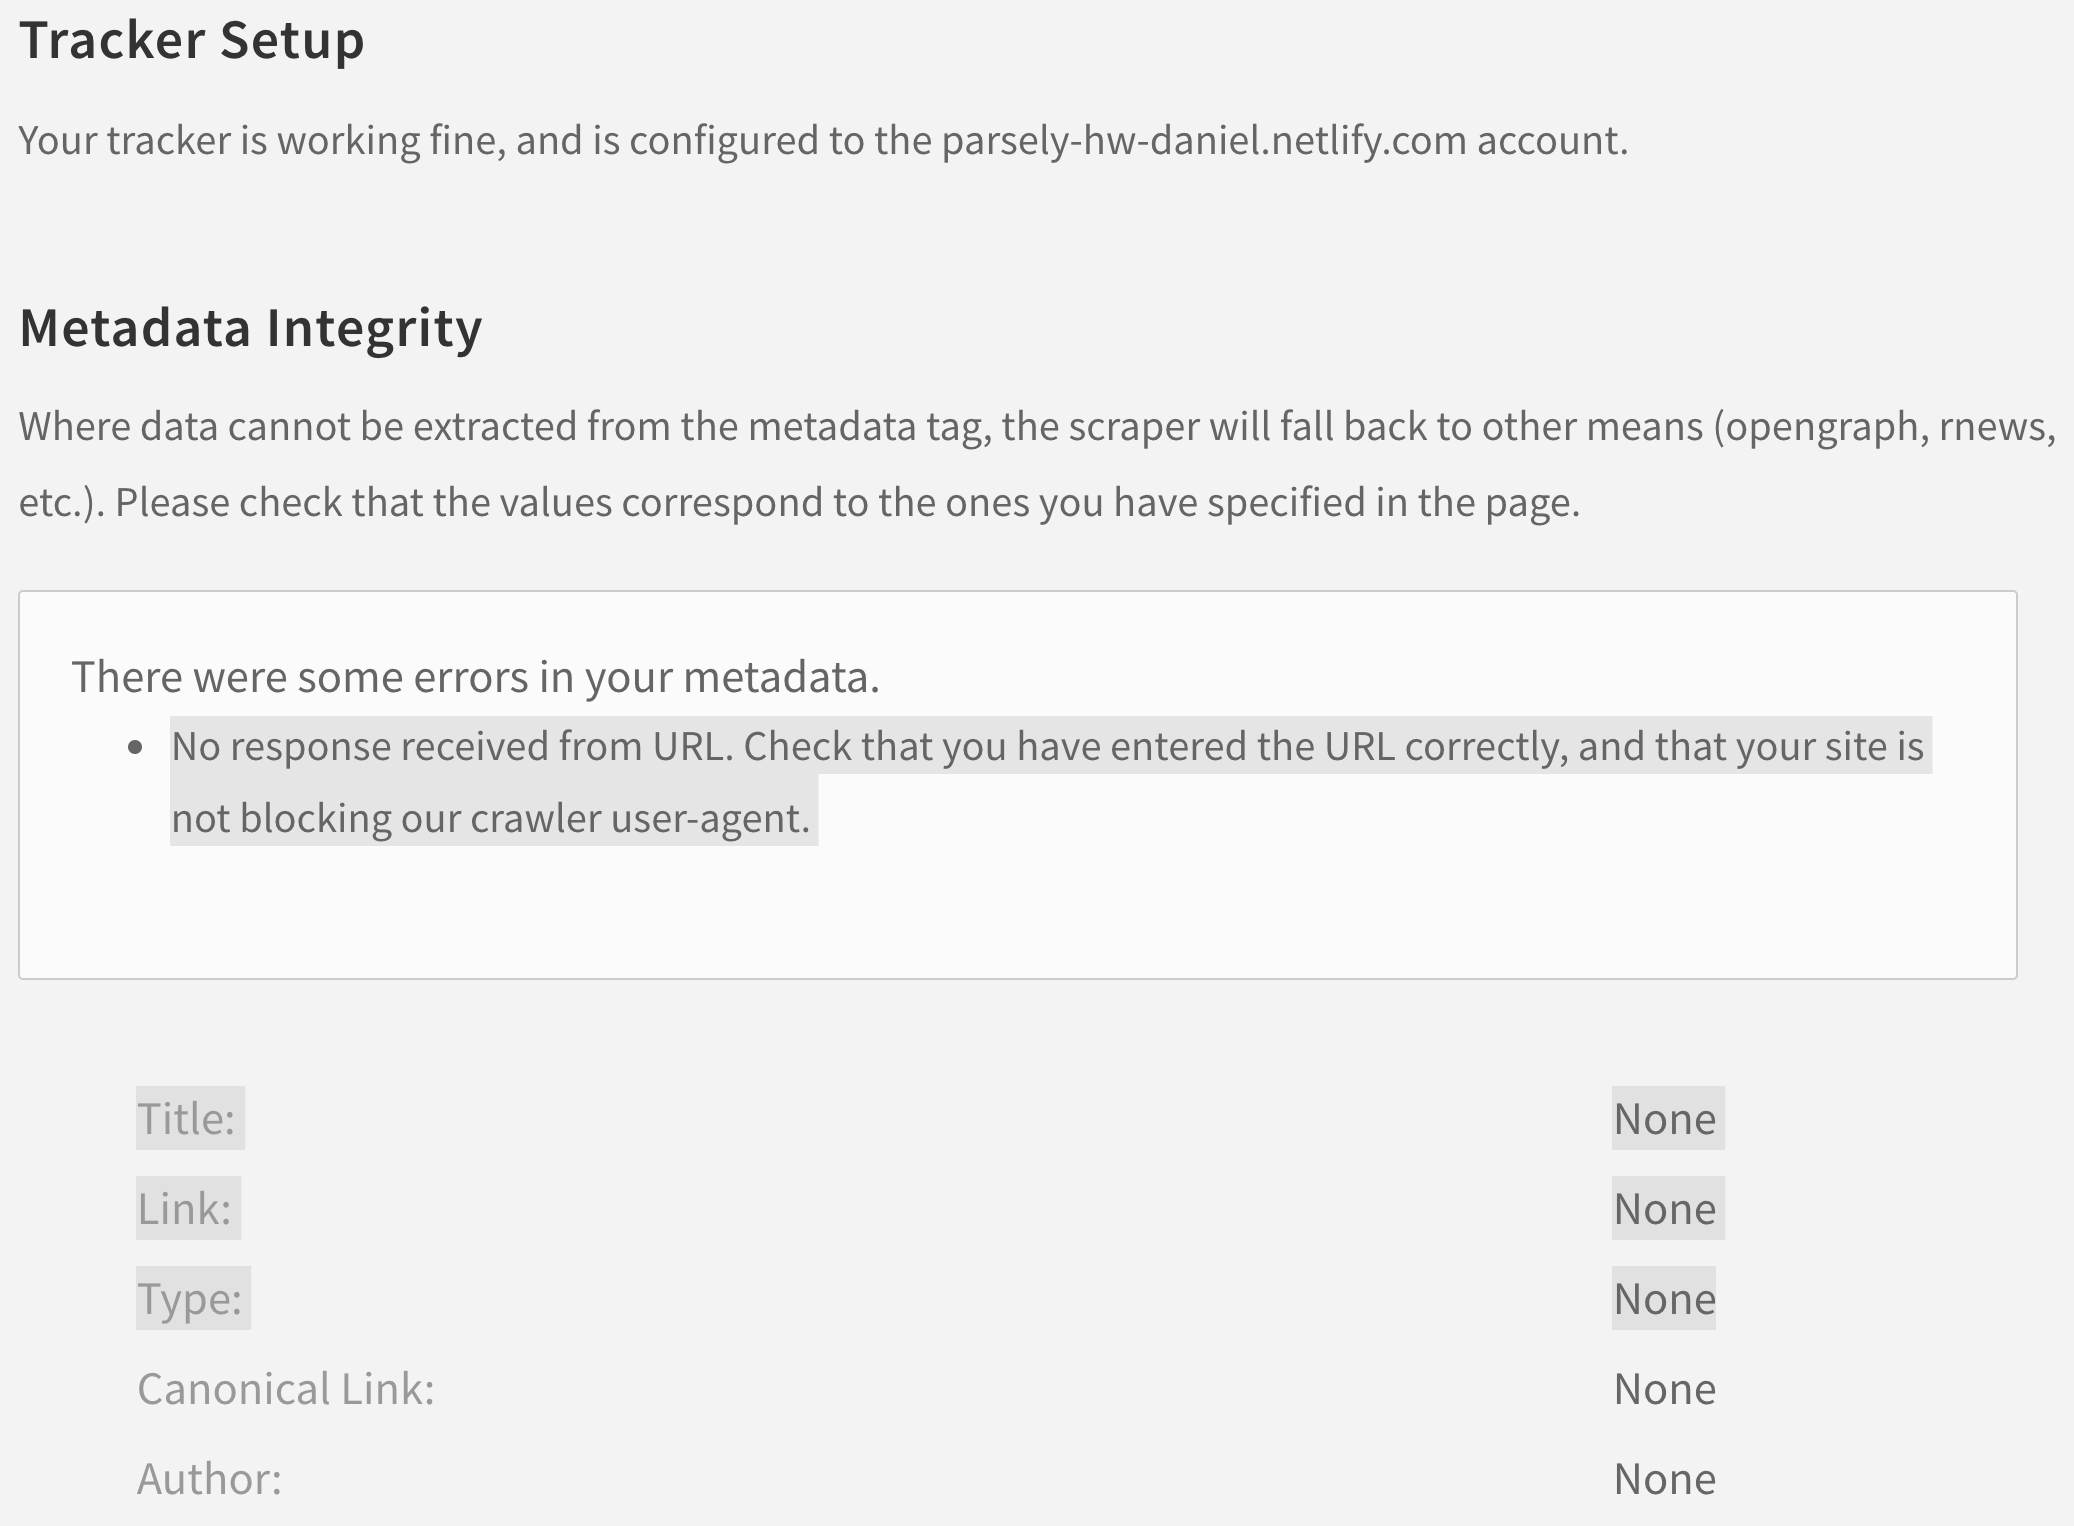 Tracker Setup
Your tracker is working fine, and is configured to the parsely-hw-daniel.netlify.com account.
Metadata Integrity
Where data cannot be extracted from the metadata tag, the scraper will fall back to other means (opengraph, rnews,
etc.). Please check that the values correspond to the ones you have specified in the page.
There were some errors in your metadata.
• No response received from URL. Check that you have entered the URL correctly, and that your site is
not blocking our crawler user-agent.
Title: None
Link: None
Type: None
Canonical Link: None
Author: None